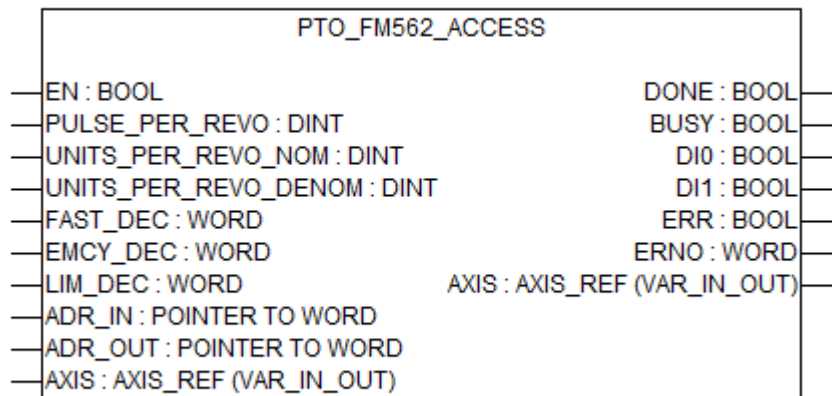 PTO_FM562_ACCESS
EN : BOOL DONE : BOOL
PULSE_PER_REVO : DINT BUSY : BOOL
UNITS_PER_REVO_NOM : DINT DI0 : BOOL
UNITS_PER_REVO_DENOM : DINT DI1 : BOOL
FAST_DEC : WORD ERR : BOOL
EMCY_DEC : WORD ERNO : WORD
LIM_DEC : WORD AXIS : AXIS_REF (VAR_IN_OUT)
ADR_IN : POINTER TO WORD
ADR_OUT : POINTER TO WORD
AXIS : AXIS_REF (VAR_IN_OUT)